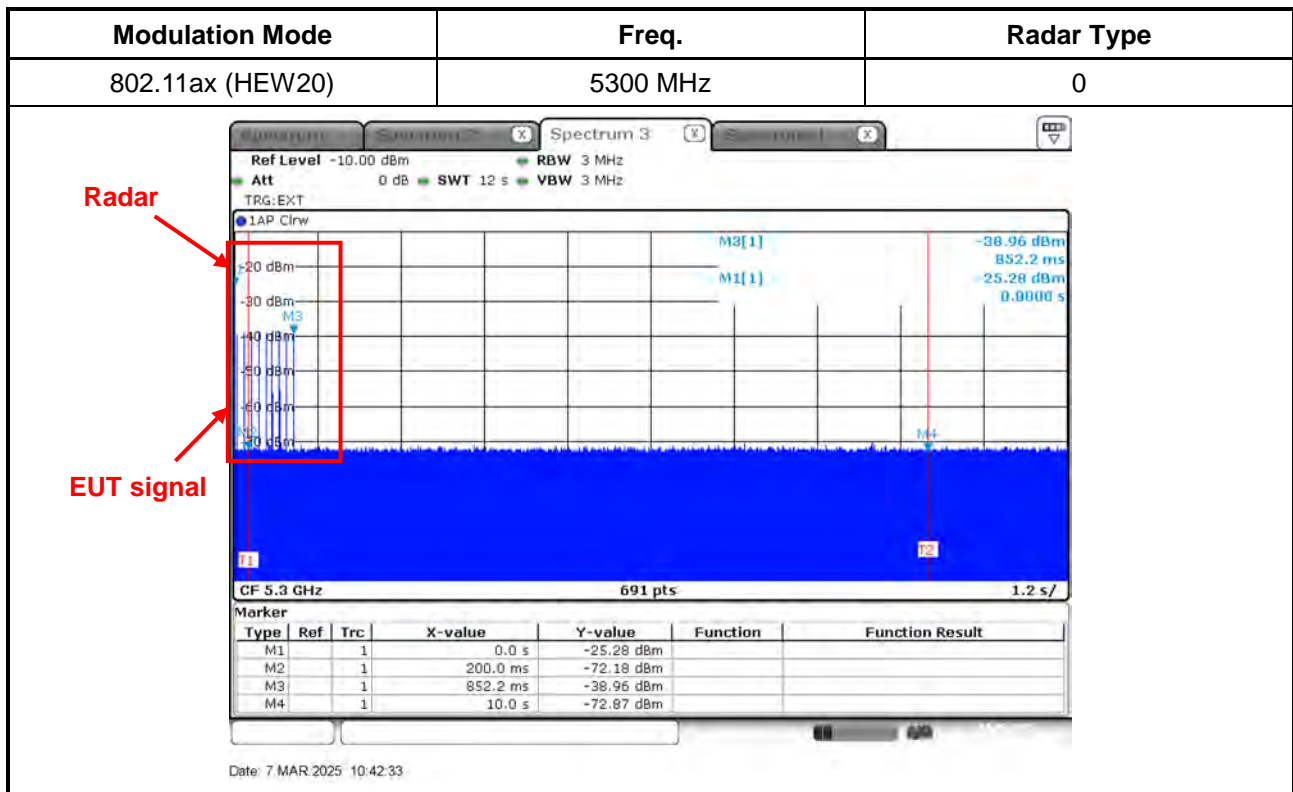 Modulation Mode Freq. Radar Type
802.11ax (HEW20) 5300 MHz 0
Spectrum 3
Ref Level -10.00 dBm RBW 3 MHz
Att 0 dB SWT 12 s VBW 3 MHz
TRG:EXT
1AP Clrw
Radar
M3[1] -38.96 dBm
852.2 ms
-20 dBm
M1[1] -25.28 dBm
0.0000 s
-30 dBm
M3
-40 dBm
-50 dBm
-60 dBm
M4
-70 dBm
EUT signal
T1 T2
CF 5.3 GHz 691 pts 1.2 s/
Marker
Type Ref Trc X-value Y-value Function Function Result
M1 1 0.0 s -25.28 dBm
M2 1 200.0 ms -72.18 dBm
M3 1 852.2 ms -38.96 dBm
M4 1 10.0 s -72.87 dBm
Date: 7.MAR.2025 10:42:33